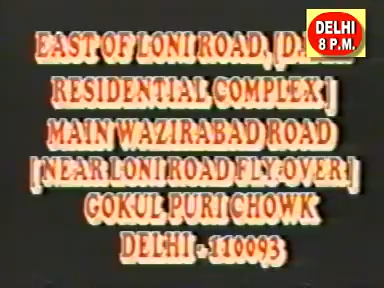 DELHI
8 P.M.
EAST OF LONI ROAD,
RESIDENTIAL COMPLEX ]
MAIN WAZIRABAD ROAD
[ NEAR LONI ROAD FLY-OVER ]
GOKUL PURI CHOWK
DELHI - 110093